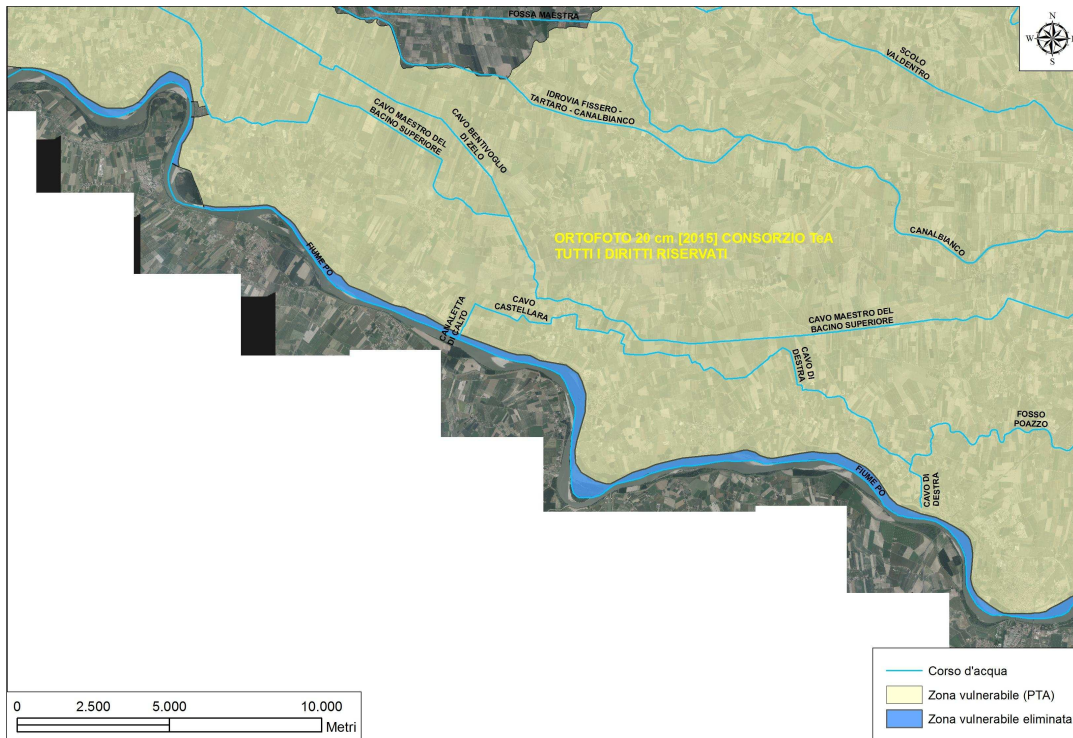 FOSSA MAESTRA
N
W
E
S
SCOLO
VALDENTRO
IDROVIA FISSERO -
TARTARO - CANALBIANCO
CAVO MAESTRO DEL
BACINO SUPERIORE
CAVO BENTIVOGLIO
DI ZELO
CANALBIANCO
ORTOFOTO 20 cm [2015] CONSORZIO TeA
TUTTI I DIRITTI RISERVATI
FIUME PO
CANALETTA
DI CALTO
CAVO
CASTELLARA
CAVO MAESTRO DEL
BACINO SUPERIORE
CAVO DI
DESTRA
FOSSO
POAZZO
FIUME PO
CAVO DI
DESTRA
Corso d'acqua
Zona vulnerabile (PTA)
Zona vulnerabile eliminata
0 2.500 5.000 10.000
Metri